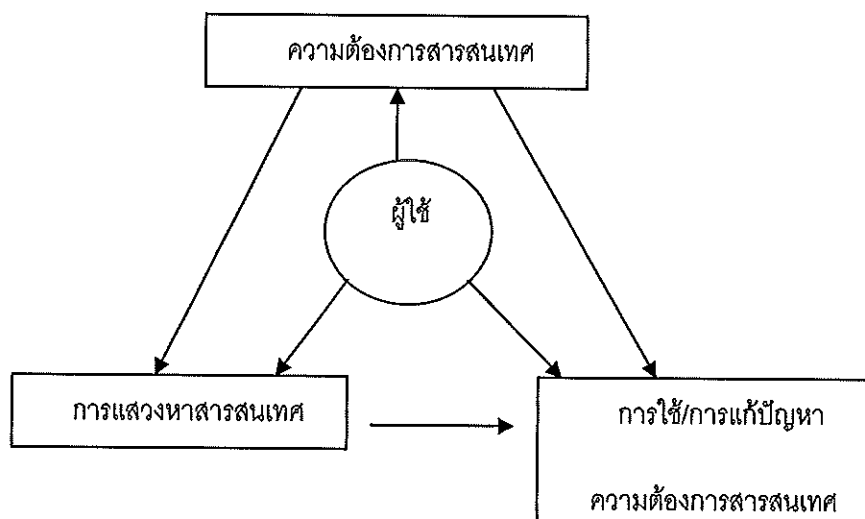 ความต้องการสารสนเทศ
ผู้ใช้
การแสวงหาสารสนเทศ
การใช้/การแก้ปัญหา
ความต้องการสารสนเทศ